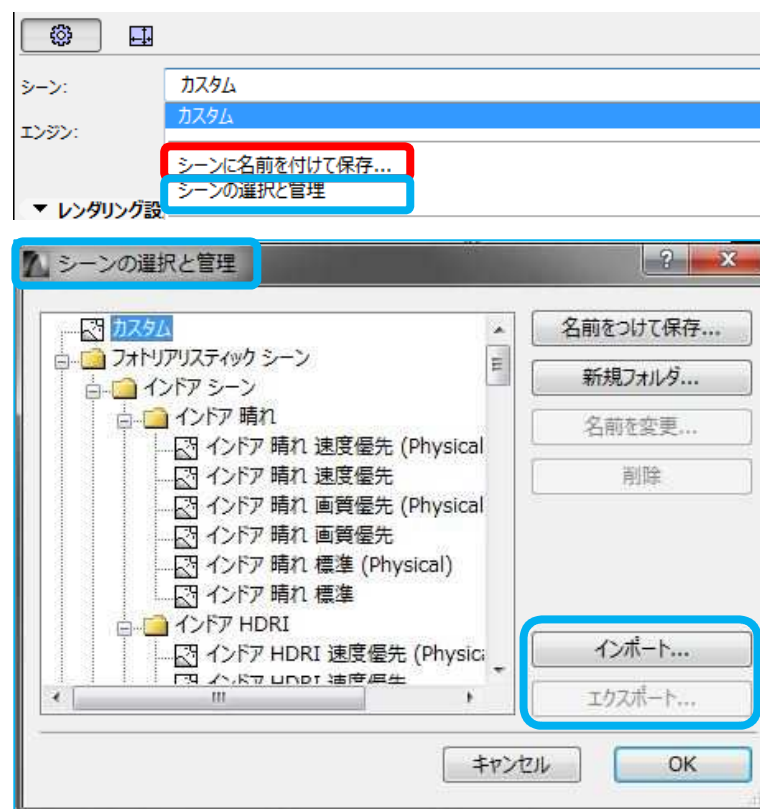 シーン:
カスタム
カスタム
エンジン:
シーンに名前を付けて保存...
シーンの選択と管理
▼ レンダリング設
シーンの選択と管理
カスタム
名前をつけて保存...
フォトリアリスティック シーン
新規フォルダ...
インドア シーン
インドア 晴れ
名前を変更...
インドア 晴れ 速度優先 (Physical
インドア 晴れ 速度優先
削除
インドア 晴れ 画質優先 (Physical
インドア 晴れ 画質優先
インドア 晴れ 標準 (Physical)
インドア 晴れ 標準
インドア HDRI
インドア HDRI 速度優先 (Physic
インポート...
インドア HDRI 速度優先
エクスポート...
キャンセル
OK